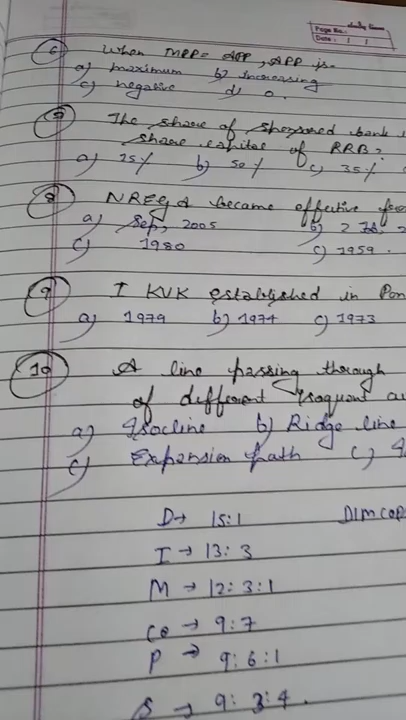 Page No.:
Date: / /
6 When MPP = APP, APP is-
a) maximum b) Increasing
c) negative d) 0.
7 The share of sponsored bank i
share capital of RRB?
a) 25% b) 50% c) 35%
8 NREGA became effective
a) Sep, 2005 b) 2
c) 1980 c) 1959.
9 I KVK established in Pon
a) 1979 b) 1974 c) 1973
10 A line passing through
of different Isoquant
a) Isocline b) Ridge line
c) Expansion path c)
D → 15:1 DIMCOP
I → 13:3
M → 12:3:1
Co → 9:7
P → 9:6:1
S → 9:3:4.